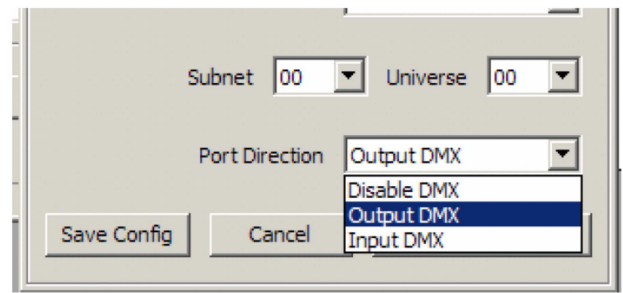 Subnet 00 Universe 00
Port Direction Output DMX
Disable DMX
Output DMX
Input DMX
Save Config Cancel